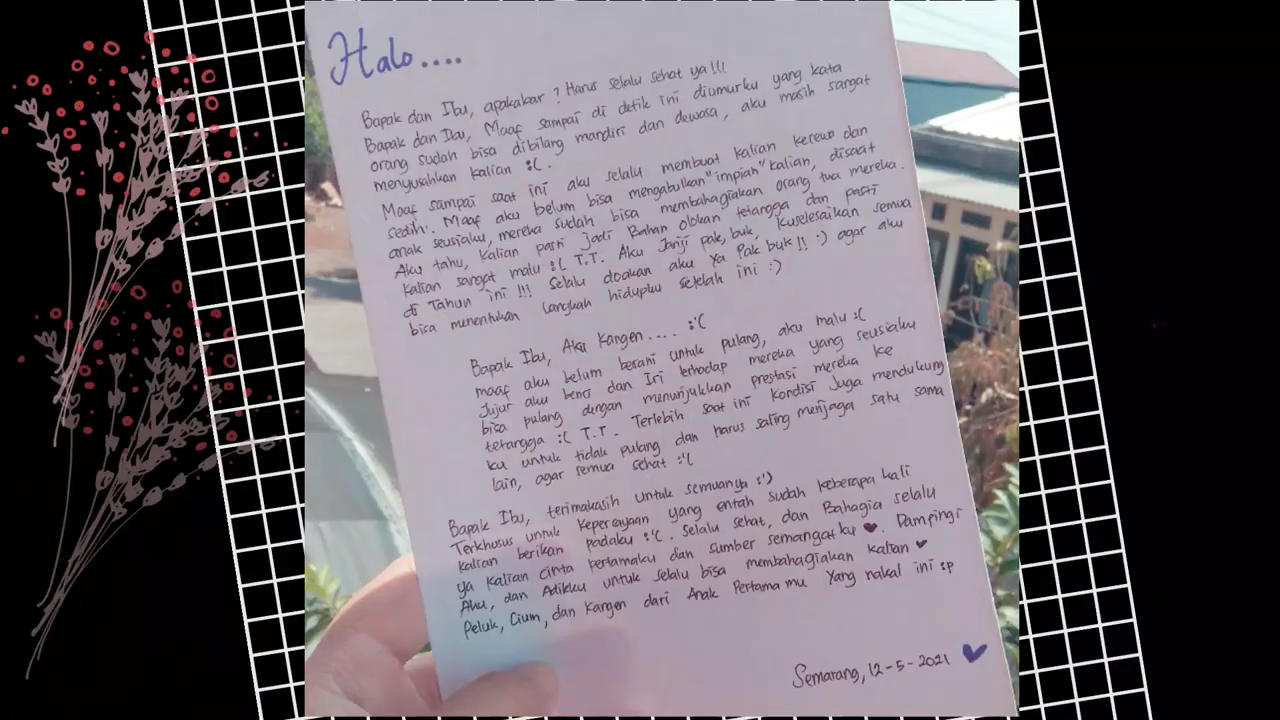 Halo....
Bapak dan Ibu, apakabar ? Harus selalu sehat ya !!!
Bapak dan Ibu, Maaf sampai di detik ini diumurku yang kata
orang sudah bisa dibilang mandiri dan dewasa, aku masih sangat
menyusahkan kalian :(.
Maaf sampai saat ini aku selalu membuat kalian kecewa dan
sedih. Maaf aku belum bisa mengabulkan "impian" kalian, disaat
anak seusiaku, mereka sudah bisa membahagiakan orang tua mereka.
Aku tahu, Kalian pasti jadi Bahan olokan tetangga dan pasti
Kalian sangat malu :( T.T. Aku Janji pak, buk, Kuselesaikan semua
di Tahun ini !!! Selalu doakan aku ya Pak buk !! :) agar aku
bisa menentukan langkah hidupku setelah ini :)
Bapak Ibu, Aku Kangen.... :'(
maaf aku belum berani untuk pulang, aku malu :(
Jujur aku benci dan Iri terhadap mereka yang seusiaku
bisa pulang dengan menunjukkan prestasi mereka ke
tetangga :( T.T. Terlebih saat ini kondisi Juga mendukung
ku untuk tidak pulang dan harus saling menjaga satu sama
lain, agar semua sehat :'(
Bapak Ibu, terimakasih untuk semuanya :')
Terkhusus untuk Kepercayaan yang entah sudah keberapa kali
kalian berikan padaku :'(. Selalu sehat, dan Bahagia selalu
ya kalian cinta pertamaku dan sumber semangatku ♥. Dampingi
Aku, dan Adikku untuk selalu bisa membahagiakan kalian ♥
Peluk, Cium, dan Kangen dari Anak Pertama mu Yang nakal ini :p
Semarang, 12-5-2021